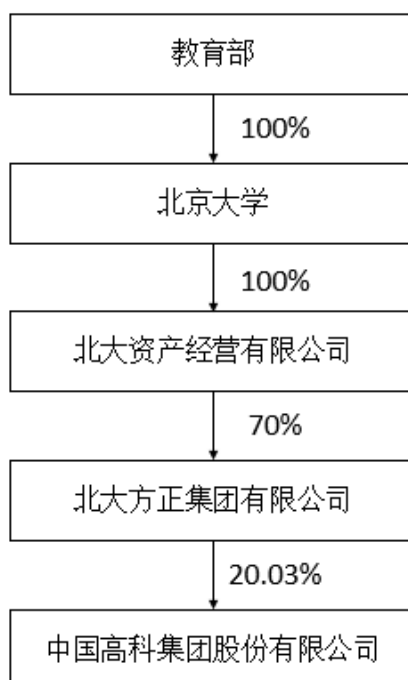 教育部
100%
北京大学
100%
北大资产经营有限公司
70%
北大方正集团有限公司
20.03%
中国高科集团股份有限公司